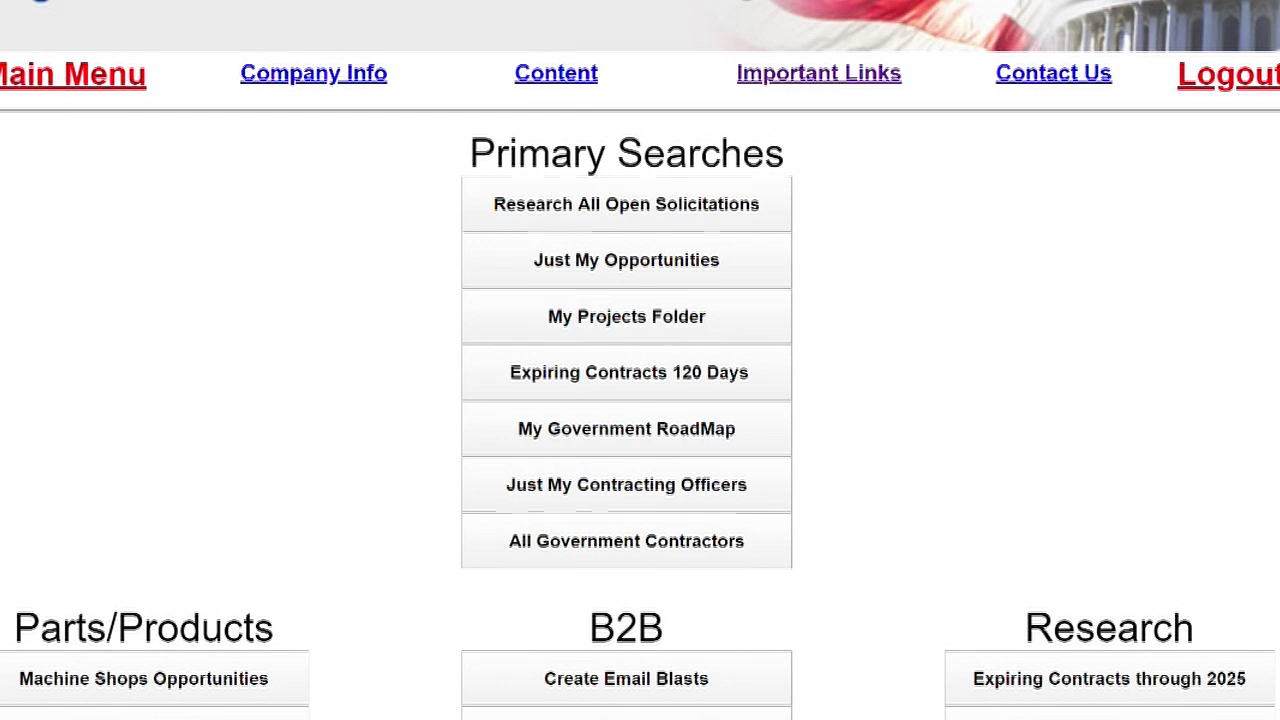 Main Menu Company Info Content Important Links Contact Us Logout
Primary Searches
Research All Open Solicitations
Just My Opportunities
My Projects Folder
Expiring Contracts 120 Days
My Government RoadMap
Just My Contracting Officers
All Government Contractors
Parts/Products B2B Research
Machine Shops Opportunities Create Email Blasts Expiring Contracts through 2025